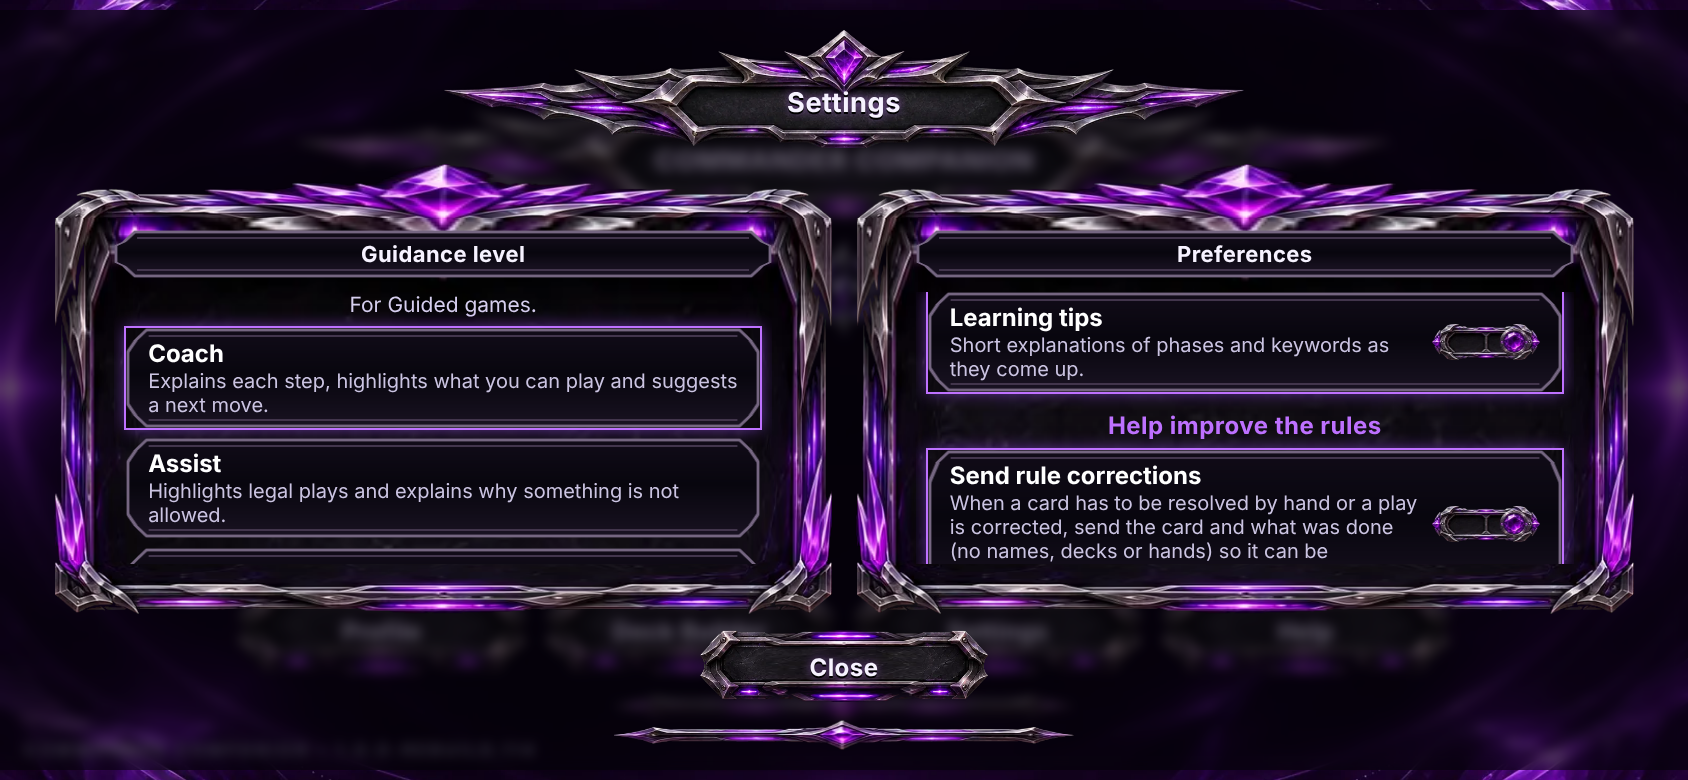 Settings
Guidance level
For Guided games.
Coach
Explains each step, highlights what you can play and suggests
a next move.
Assist
Highlights legal plays and explains why something is not
allowed.
Preferences
Learning tips
Short explanations of phases and keywords as
they come up.
Help improve the rules
Send rule corrections
When a card has to be resolved by hand or a play
is corrected, send the card and what was done
(no names, decks or hands) so it can be
Close